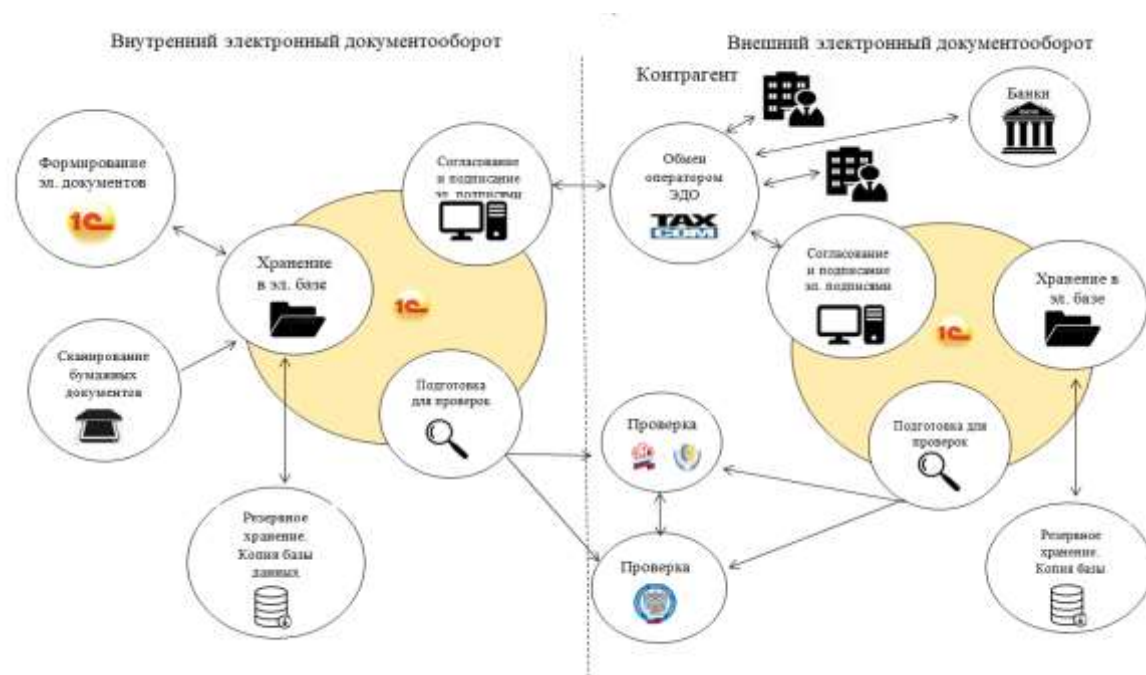 Внутренний электронный документооборот
Внешний электронный документооборот
Контрагент
Банки
Формирование
эл. документов
1С
Согласование
и подписание
эл. подписями
Обмен
оператором
ЭДО
TAXCOM
Хранение
в эл. базе
1С
Согласование
и подписание
эл. подписями
Хранение в
эл. базе
1С
Сканирование
бумажных
документов
Подготовка
для проверок
Проверка
Подготовка для
проверок
Резервное
хранение.
Копия базы
данных
Проверка
Резервное
хранение.
Копия базы